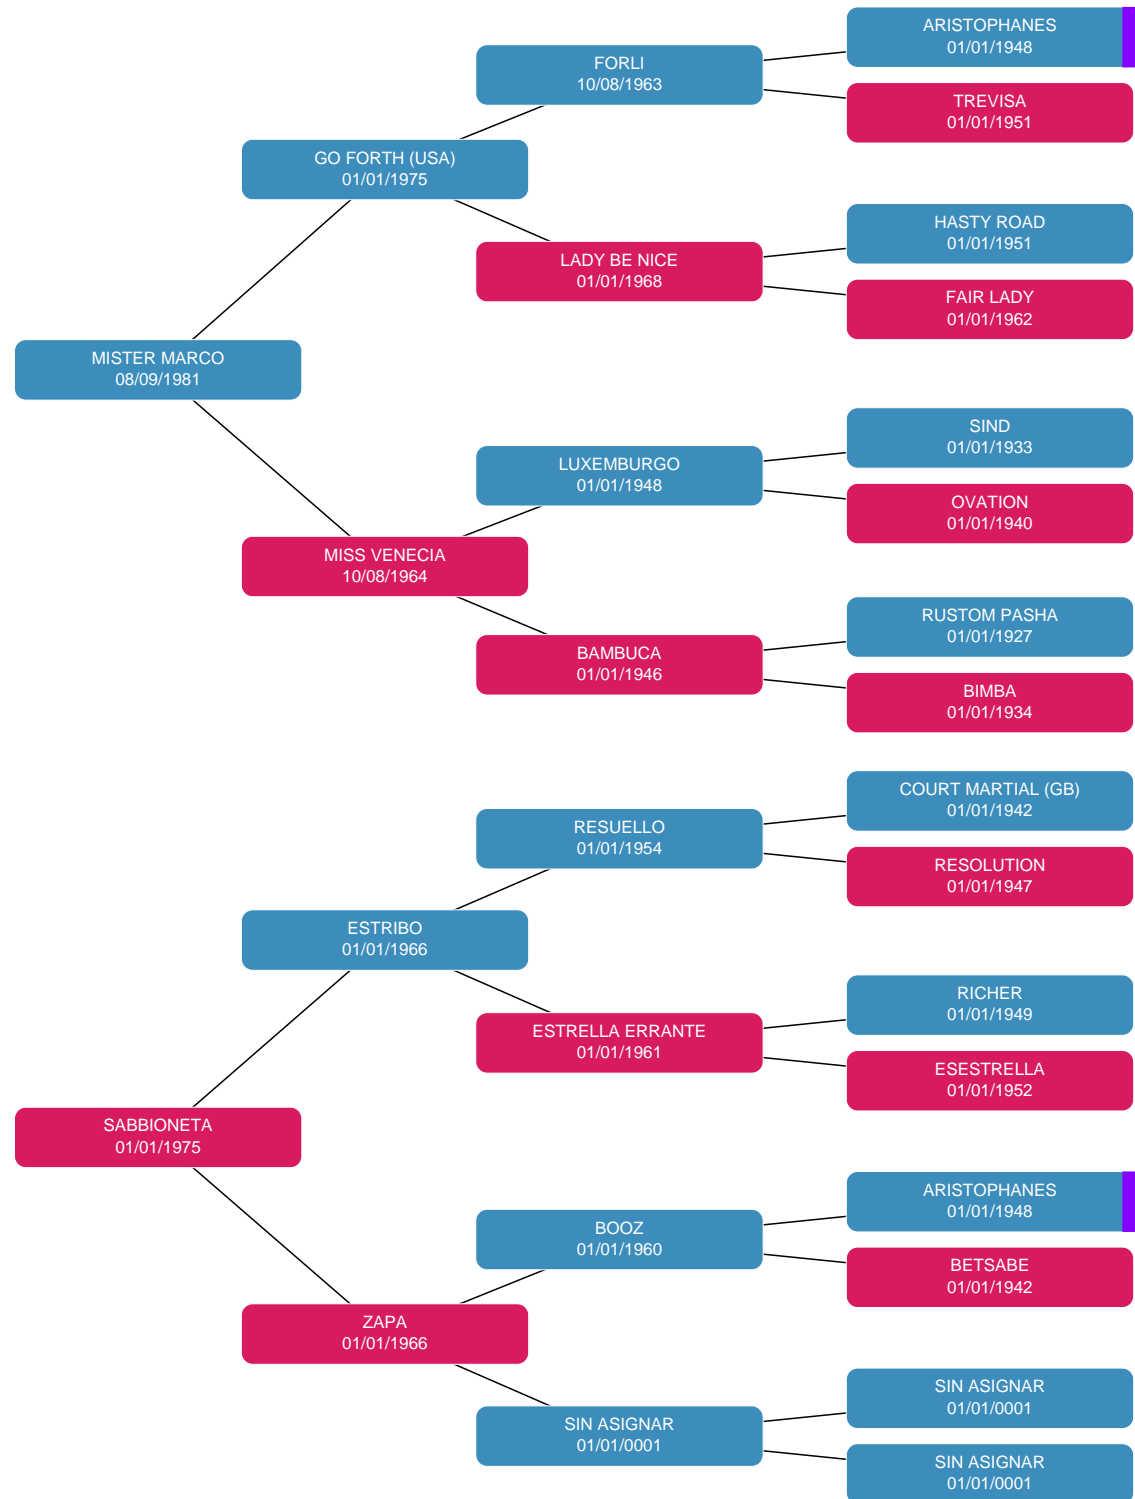 ARISTOPHANES
01/01/1948
FORLI
10/08/1963
TREVISA
01/01/1951
GO FORTH (USA)
01/01/1975
HASTY ROAD
01/01/1951
LADY BE NICE
01/01/1968
FAIR LADY
01/01/1962
MISTER MARCO
08/09/1981
SIND
01/01/1933
LUXEMBURGO
01/01/1948
OVATION
01/01/1940
MISS VENECIA
10/08/1964
RUSTOM PASHA
01/01/1927
BAMBUCA
01/01/1946
BIMBA
01/01/1934
COURT MARTIAL (GB)
01/01/1942
RESUELLO
01/01/1954
RESOLUTION
01/01/1947
ESTRIBO
01/01/1966
RICHER
01/01/1949
ESTRELLA ERRANTE
01/01/1961
ESESTRELLA
01/01/1952
SABBIONETA
01/01/1975
ARISTOPHANES
01/01/1948
BOOZ
01/01/1960
BETSABE
01/01/1942
ZAPA
01/01/1966
SIN ASIGNAR
01/01/0001
SIN ASIGNAR
01/01/0001
SIN ASIGNAR
01/01/0001